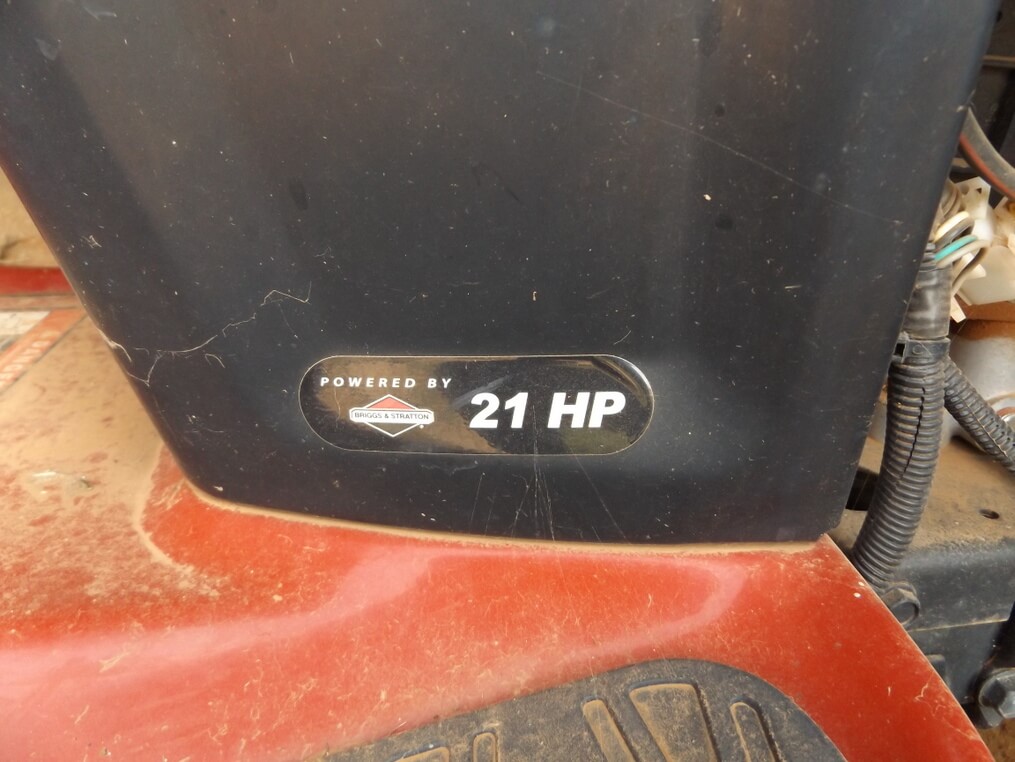 POWERED BY
BRIGGS & STRATTON
21 HP